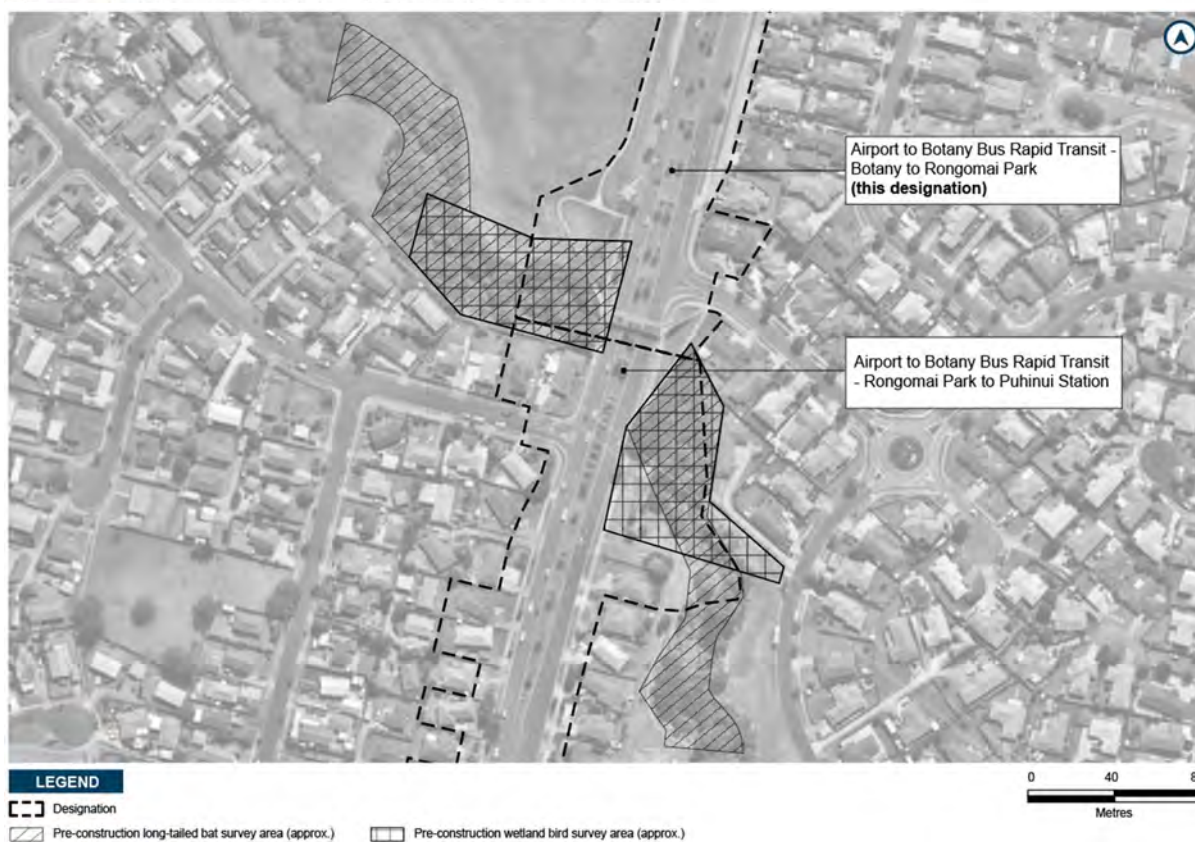 Airport to Botany Bus Rapid Transit -
Botany to Rongomai Park
(this designation)
Airport to Botany Bus Rapid Transit
- Rongomai Park to Puhinui Station
LEGEND
Designation
Pre-construction long-tailed bat survey area (approx.)
Pre-construction wetland bird survey area (approx.)
0 40
Metres